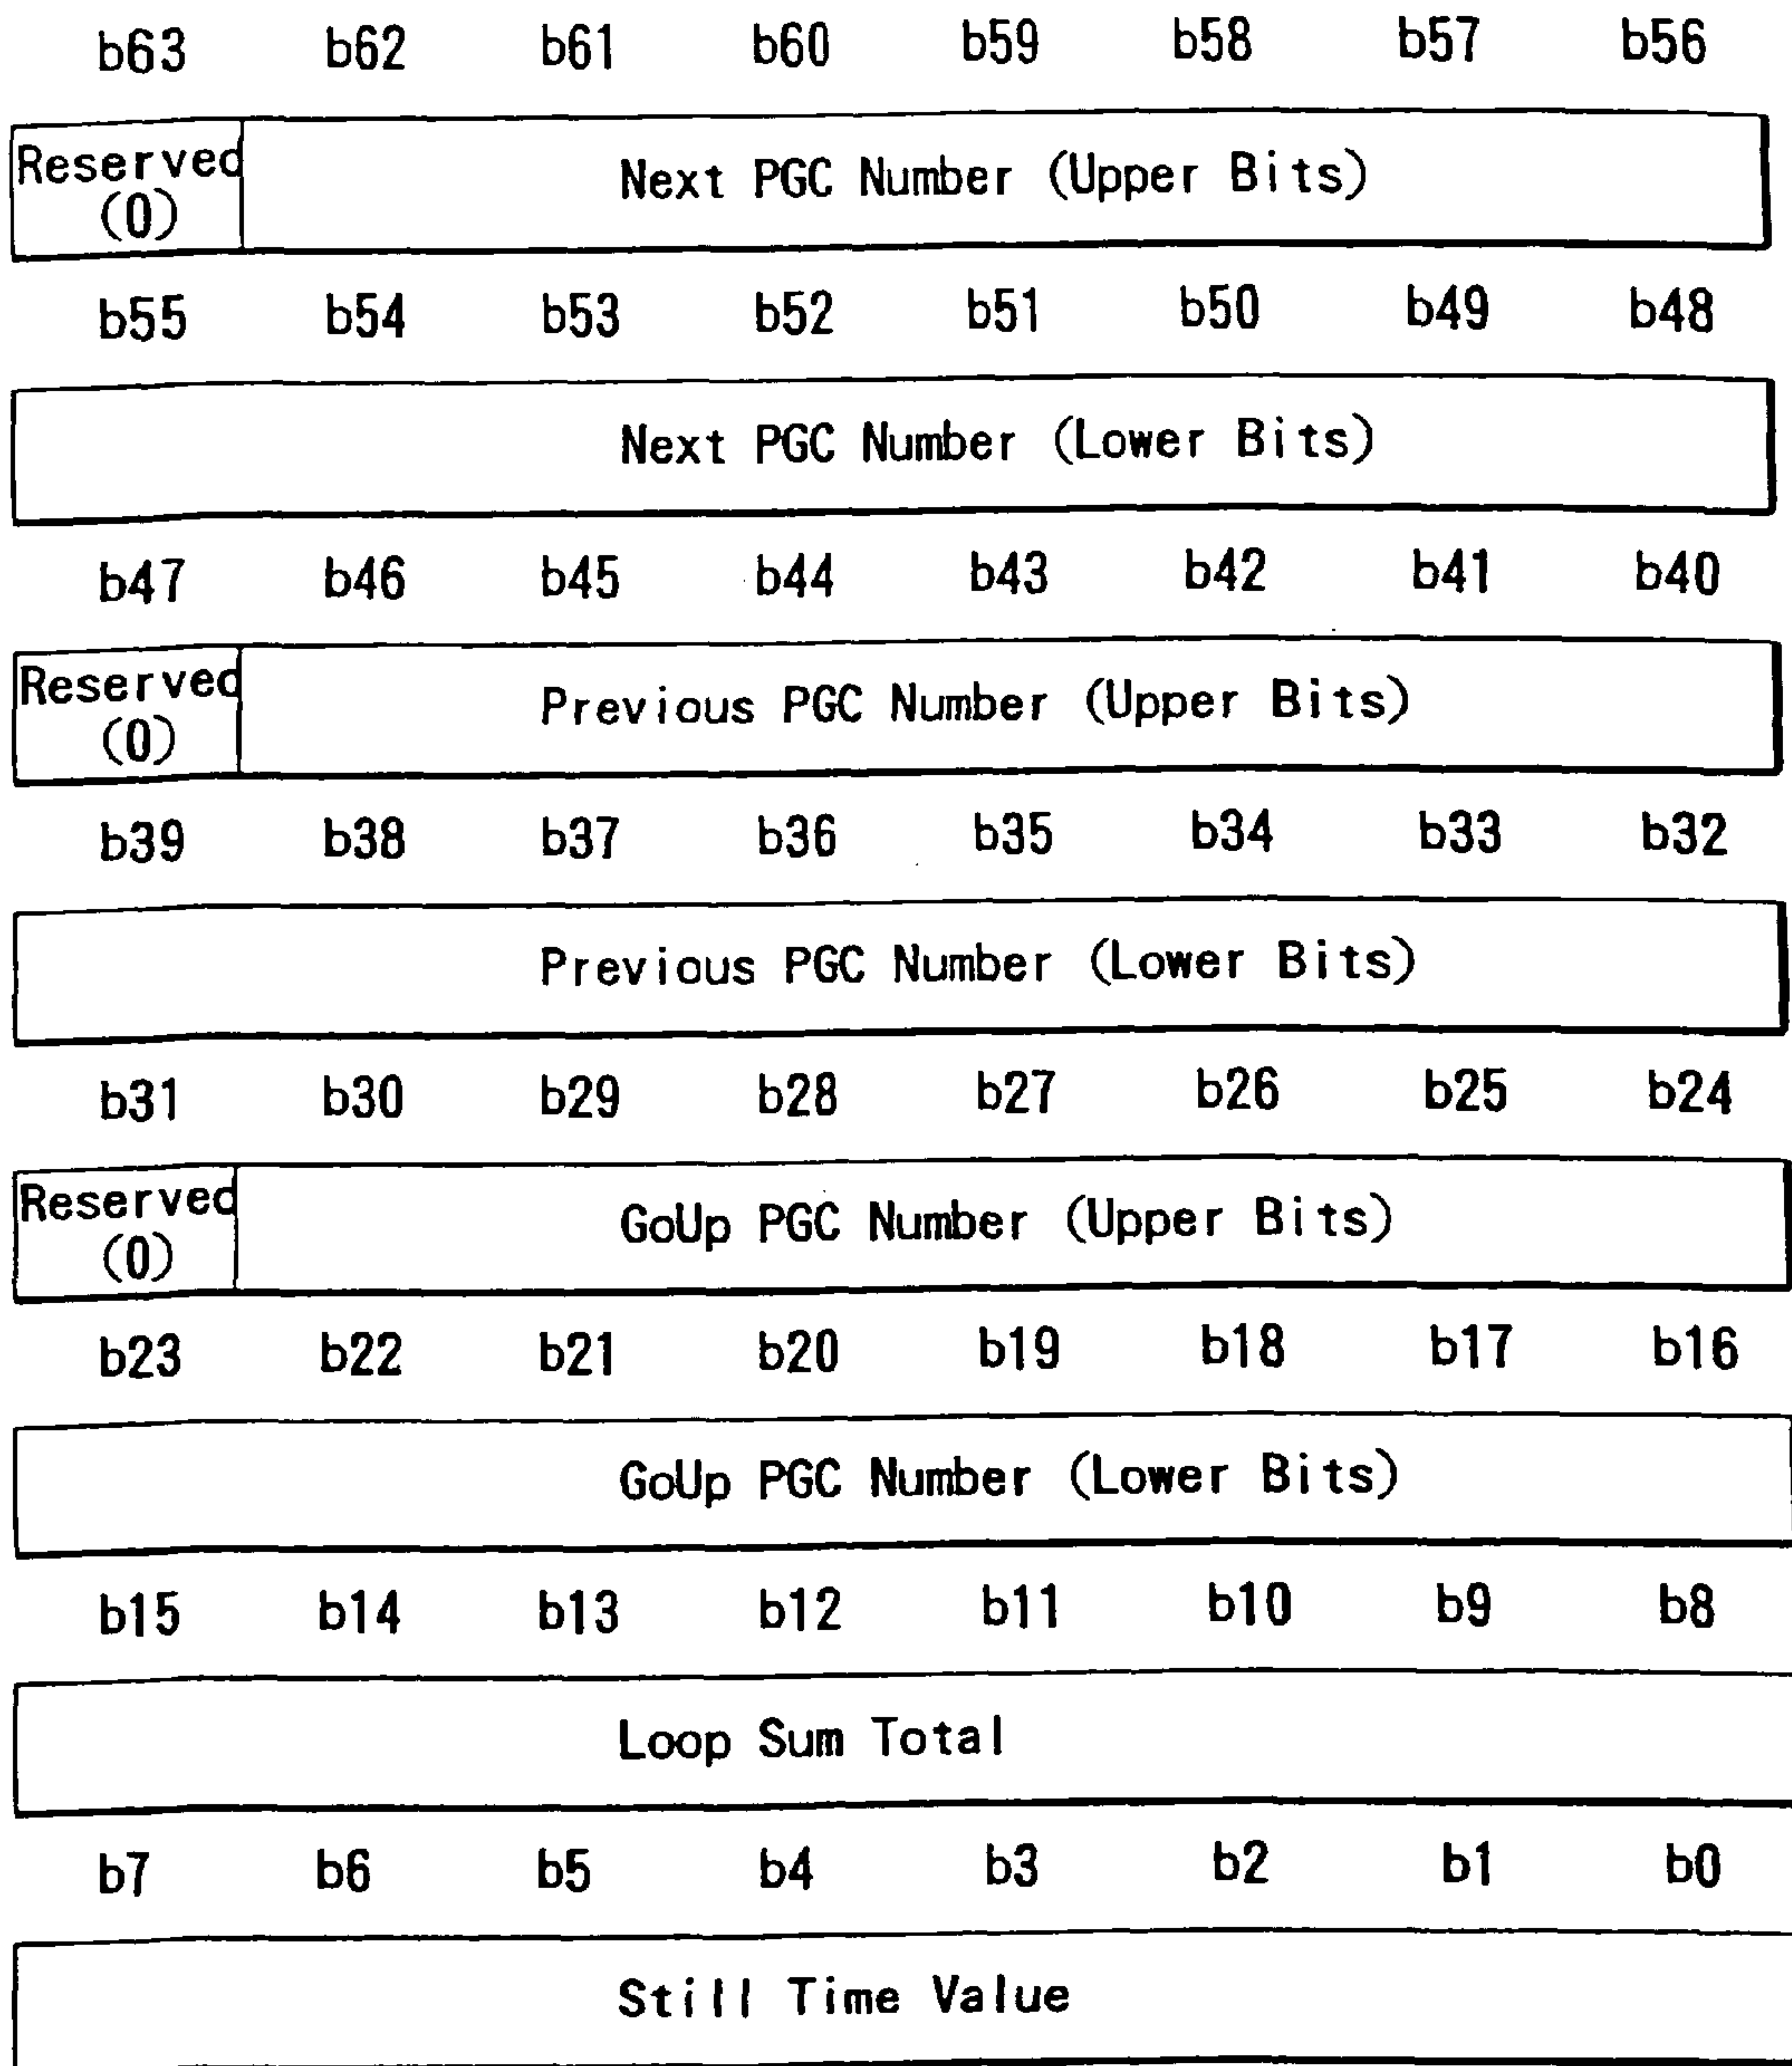 b63 b62 b61 b60 b59 b58 b57 b56
Reserved
(0)
Next PGC Number (Upper Bits)
b55 b54 b53 b52 b51 b50 b49 b48
Next PGC Number (Lower Bits)
b47 b46 b45 b44 b43 b42 b41 b40
Reserved
(0)
Previous PGC Number (Upper Bits)
b39 b38 b37 b36 b35 b34 b33 b32
Previous PGC Number (Lower Bits)
b31 b30 b29 b28 b27 b26 b25 b24
Reserved
(0)
GoUp PGC Number (Upper Bits)
b23 b22 b21 b20 b19 b18 b17 b16
GoUp PGC Number (Lower Bits)
b15 b14 b13 b12 b11 b10 b9 b8
Loop Sum Total
b7 b6 b5 b4 b3 b2 b1 b0
Still Time Value